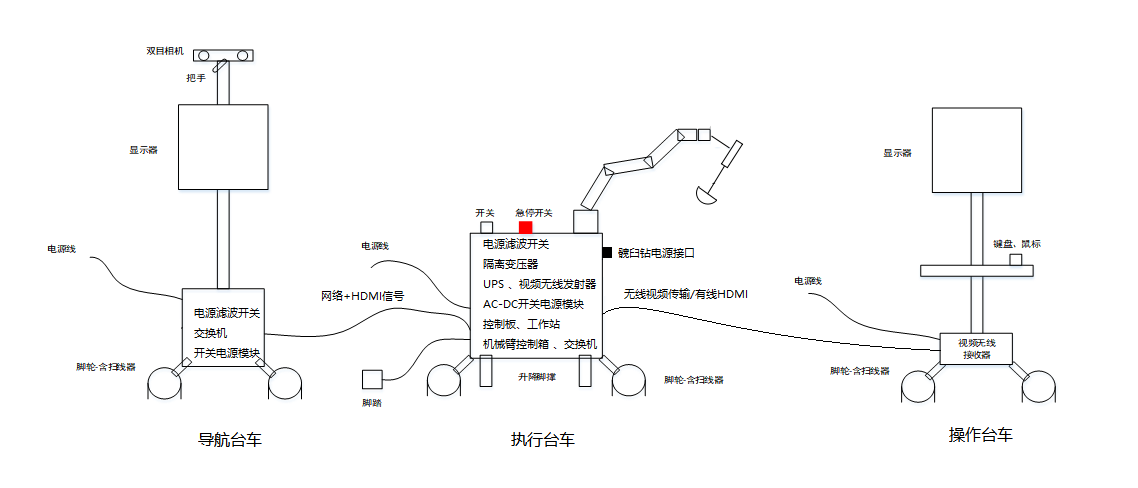 双目相机
把手
显示器
电源线
电源滤波开关
交换机
开关电源模块
脚轮-含扫线器
导航台车
网络+HDMI信号
电源线
开关
急停开关
电源滤波开关
隔离变压器
UPS 、视频无线发射器
AC-DC开关电源模块
控制板、工作站
机械臂控制箱 、交换机
髋臼钻电源接口
脚踏
升降脚撑
脚轮-含扫线器
执行台车
无线视频传输/有线HDMI
显示器
键盘、鼠标
电源线
视频无线
接收器
脚轮-含扫线器
操作台车